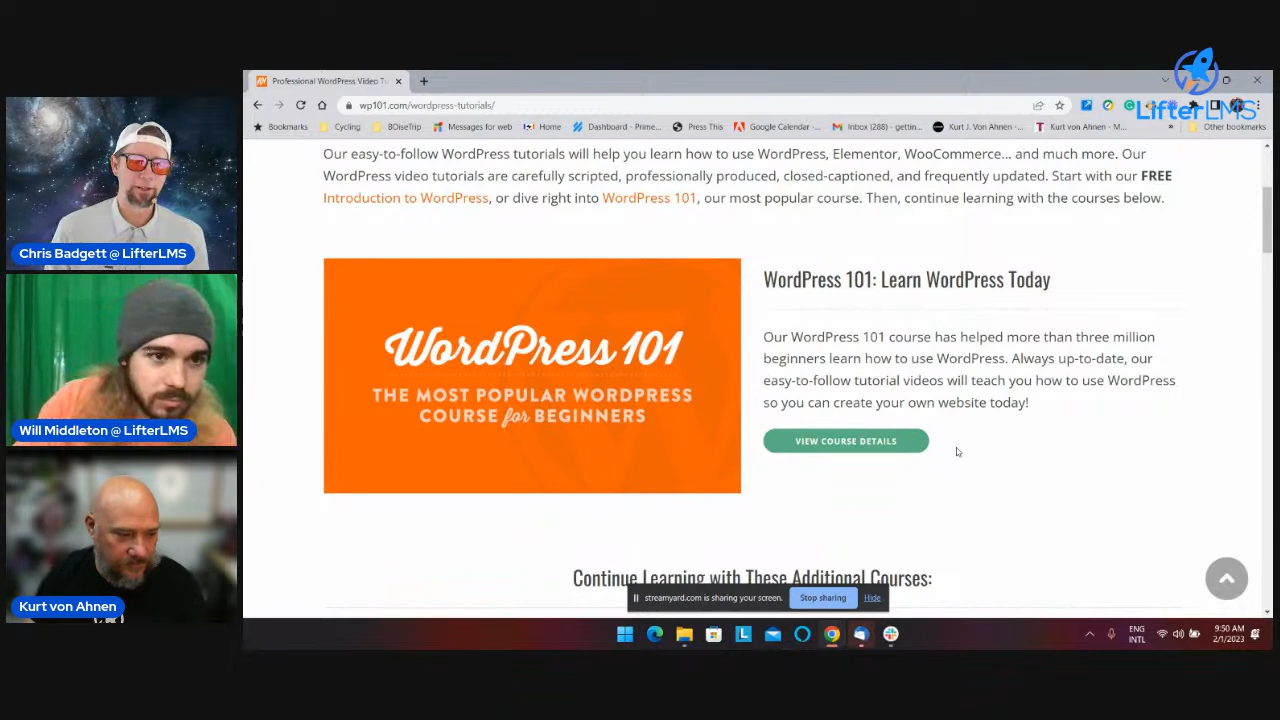 LifterLMS
Professional WordPress Video Tu
wp101.com/wordpress-tutorials/
Bookmarks
Cycling
BOiseTrip
Messages for web
Home
Dashboard - Prime...
Press This
Google Calendar -...
Inbox (288) - gettin...
Kurt J. Von Ahnen -...
Kurt von Ahnen - M...
»
Other bookmarks
Our easy-to-follow WordPress tutorials will help you learn how to use WordPress, Elementor, WooCommerce... and much more. Our
WordPress video tutorials are carefully scripted, professionally produced, closed-captioned, and frequently updated. Start with our FREE
Introduction to WordPress, or dive right into WordPress 101, our most popular course. Then, continue learning with the courses below.
WordPress 101
THE MOST POPULAR WORDPRESS
COURSE for BEGINNERS
WordPress 101: Learn WordPress Today
Our WordPress 101 course has helped more than three million
beginners learn how to use WordPress. Always up-to-date, our
easy-to-follow tutorial videos will teach you how to use WordPress
so you can create your own website today!
VIEW COURSE DETAILS
Continue Learning with These Additional Courses:
streamyard.com is sharing your screen.
Stop sharing
Hide
Chris Badgett @ LifterLMS
Will Middleton @ LifterLMS
Kurt von Ahnen
ENG
INTL
9:50 AM
2/1/2023